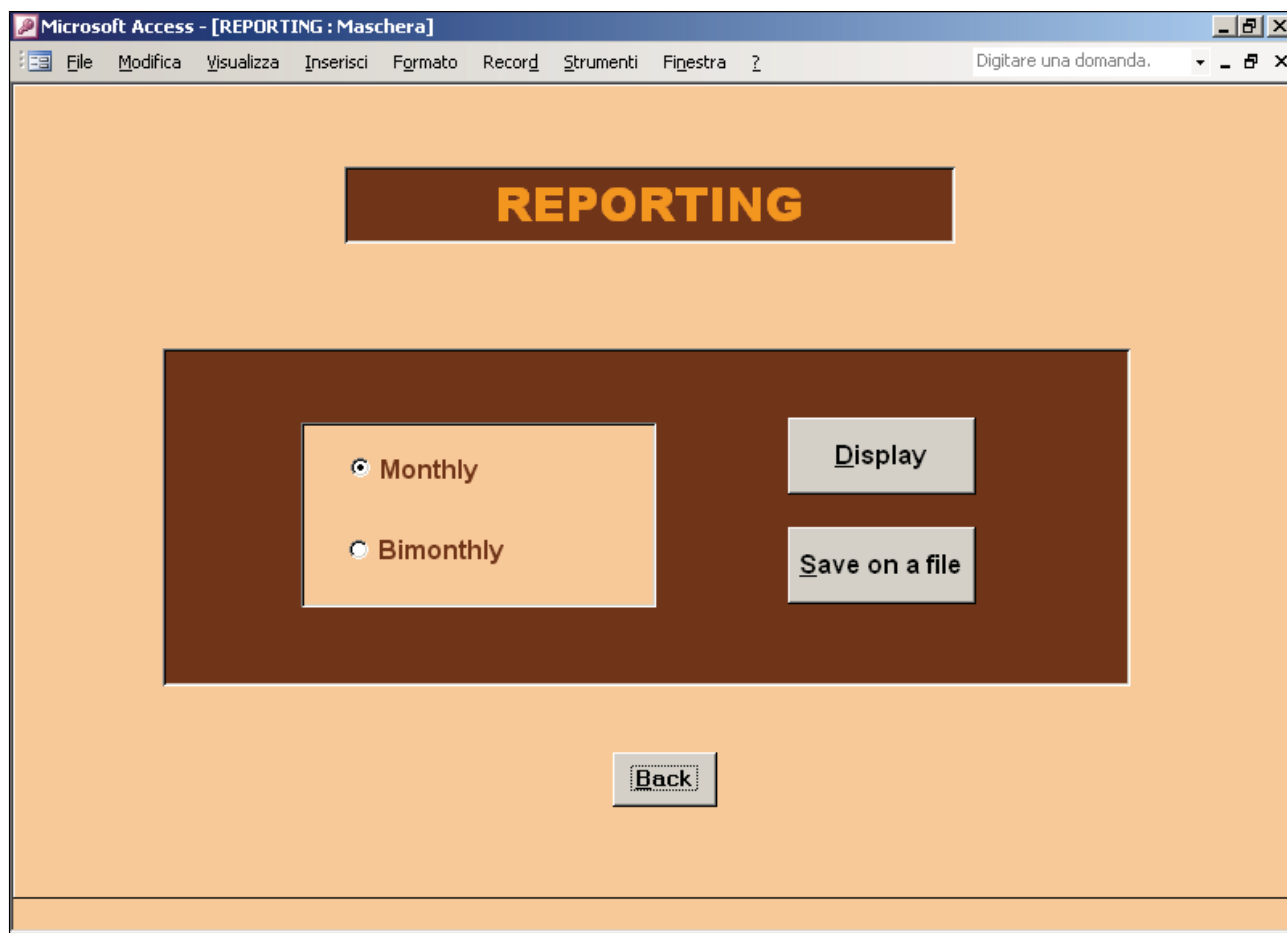 Microsoft Access - [REPORTING : Maschera]
File Modifica Visualizza Inserisci Formato Record Strumenti Finestra ? Digitare una domanda.
REPORTING
Monthly
Bimonthly
Display
Save on a file
Back